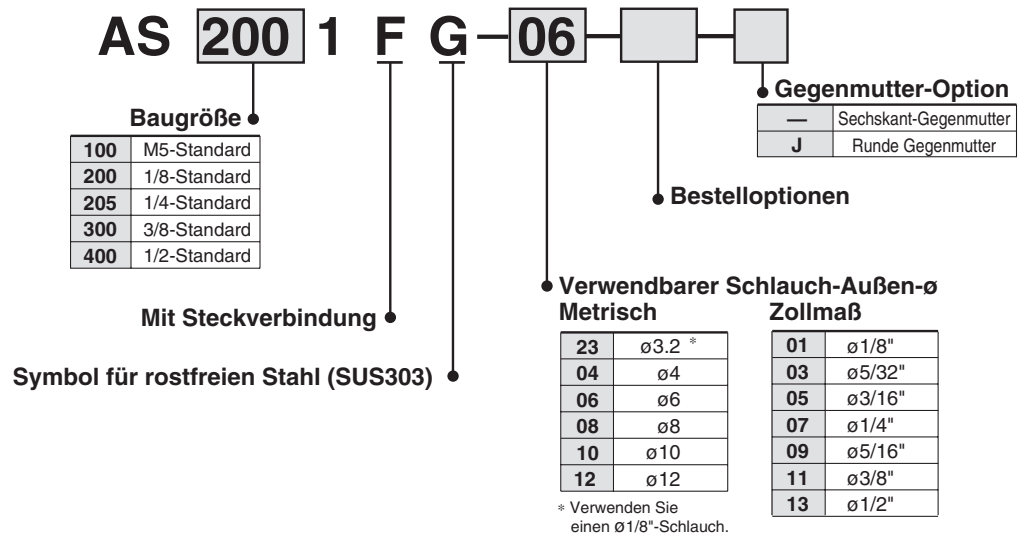 AS 200 1 F G-06-
Gegenmutter-Option
— Sechskant-Gegenmutter
J Runde Gegenmutter
Baugröße
100 M5-Standard
200 1/8-Standard
205 1/4-Standard
300 3/8-Standard
400 1/2-Standard
Bestelloptionen
Mit Steckverbindung
Symbol für rostfreien Stahl (SUS303)
Verwendbarer Schlauch-Außen-ø
Metrisch
23 ø3.2 *
04 ø4
06 ø6
08 ø8
10 ø10
12 ø12
* Verwenden Sie
einen Ø1/8"-Schlauch.
Zollmaß
01 ø1/8"
03 ø5/32"
05 ø3/16"
07 ø1/4"
09 ø5/16"
11 ø3/8"
13 ø1/2"